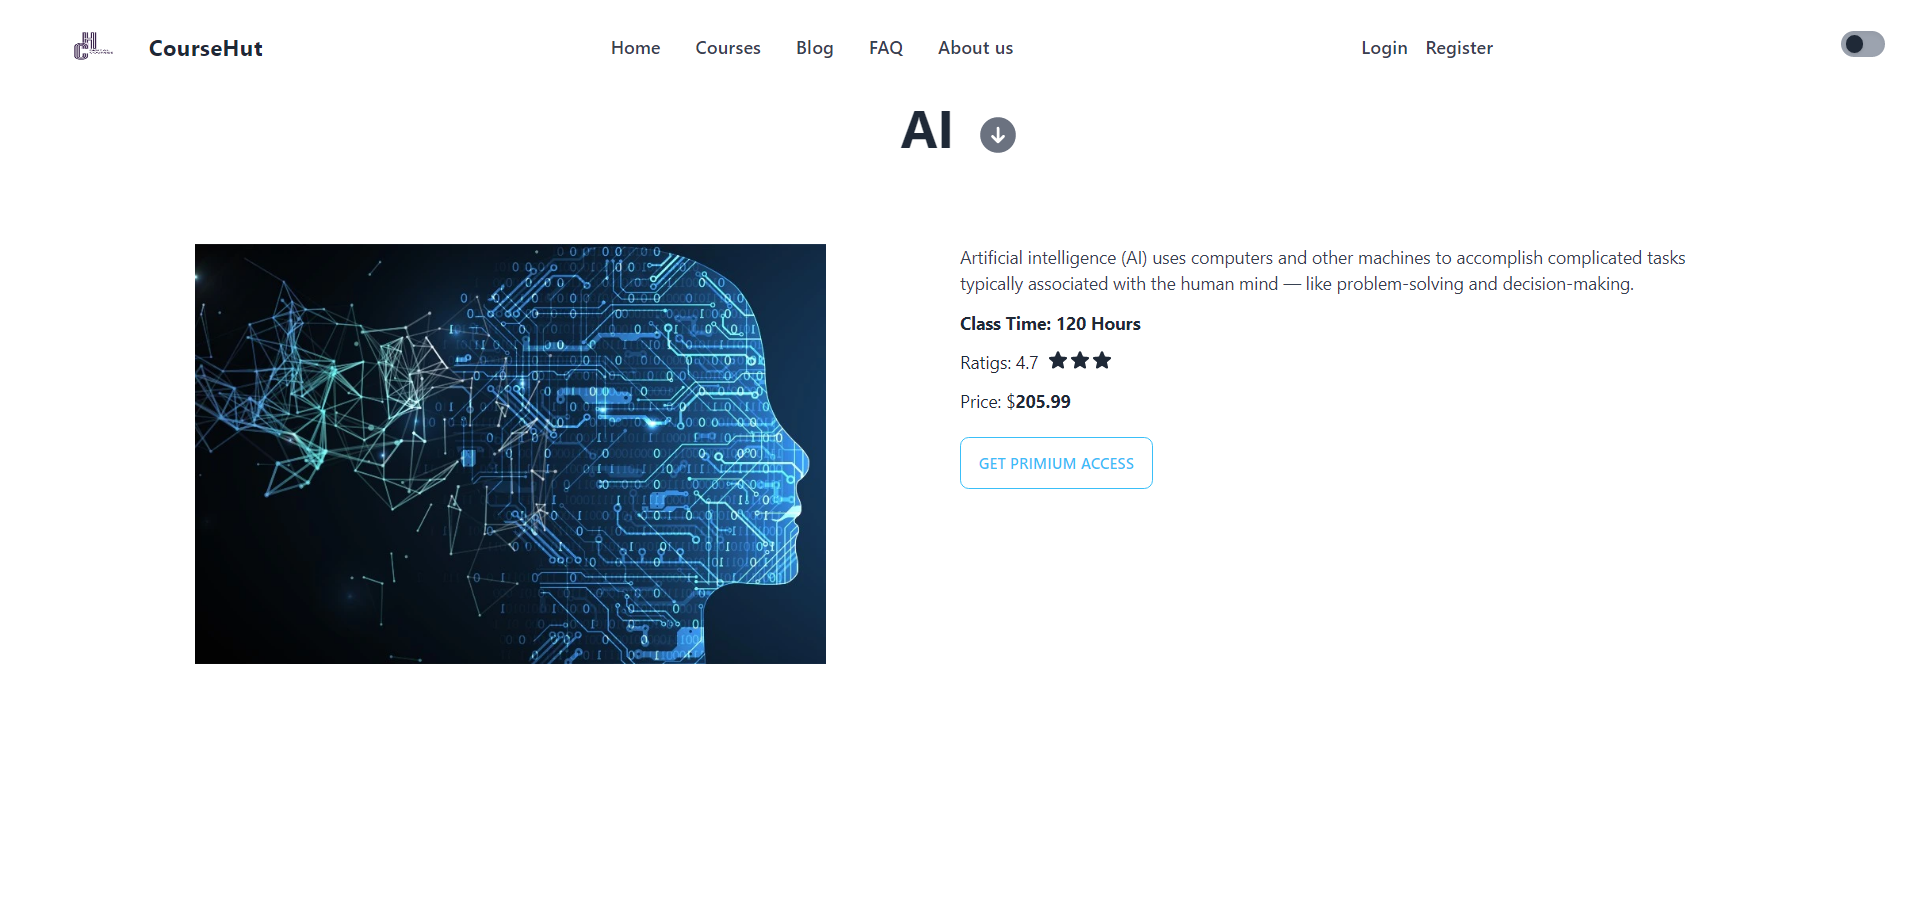 CourseHut
Home Courses Blog FAQ About us
Login Register
AI
Artificial intelligence (AI) uses computers and other machines to accomplish complicated tasks
typically associated with the human mind — like problem-solving and decision-making.
Class Time: 120 Hours
Ratigs: 4.7
Price: $205.99
GET PRIMIUM ACCESS